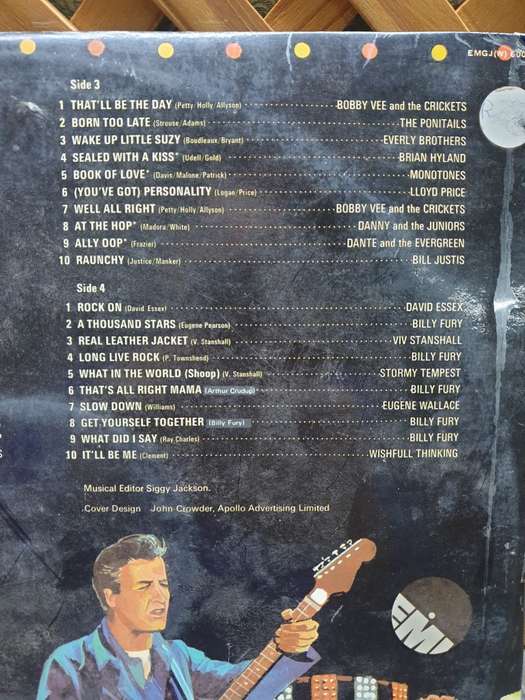 EMGJ(W)
Side 3
1 THAT'LL BE THE DAY (Petty/Holly/Allyson) BOBBY VEE and the CRICKETS
2 BORN TOO LATE (Strouse/Adams) THE PONITAILS
3 WAKE UP LITTLE SUZY (Boudleaux/Bryant) EVERLY BROTHERS
4 SEALED WITH A KISS* (Udell/Gold) BRIAN HYLAND
5 BOOK OF LOVE* (Davis/Malone/Patrick) MONOTONES
6 (YOU'VE GOT) PERSONALITY (Logan/Price) LLOYD PRICE
7 WELL ALL RIGHT (Petty/Holly/Allyson) BOBBY VEE and the CRICKETS
8 AT THE HOP* (Madora/White) DANNY and the JUNIORS
9 ALLY OOP* (Frazier) DANTE and the EVERGREEN
10 RAUNCHY (Justice/Manker) BILL JUSTIS
Side 4
1 ROCK ON (David Essex) DAVID ESSEX
2 A THOUSAND STARS (Eugene Pearson) BILLY FURY
3 REAL LEATHER JACKET (V. Stanshall) VIV STANSHALL
4 LONG LIVE ROCK (P. Townshend) BILLY FURY
5 WHAT IN THE WORLD (Shoop) (V. Stanshall) STORMY TEMPEST
6 THAT'S ALL RIGHT MAMA (Arthur Crudup) BILLY FURY
7 SLOW DOWN (Williams) EUGENE WALLACE
8 GET YOURSELF TOGETHER (Billy Fury) BILLY FURY
9 WHAT DID I SAY (Ray Charles) BILLY FURY
10 IT'LL BE ME (Clement) WISHFULL THINKING
Musical Editor Siggy Jackson.
Cover Design John Crowder, Apollo Advertising Limited
EMI